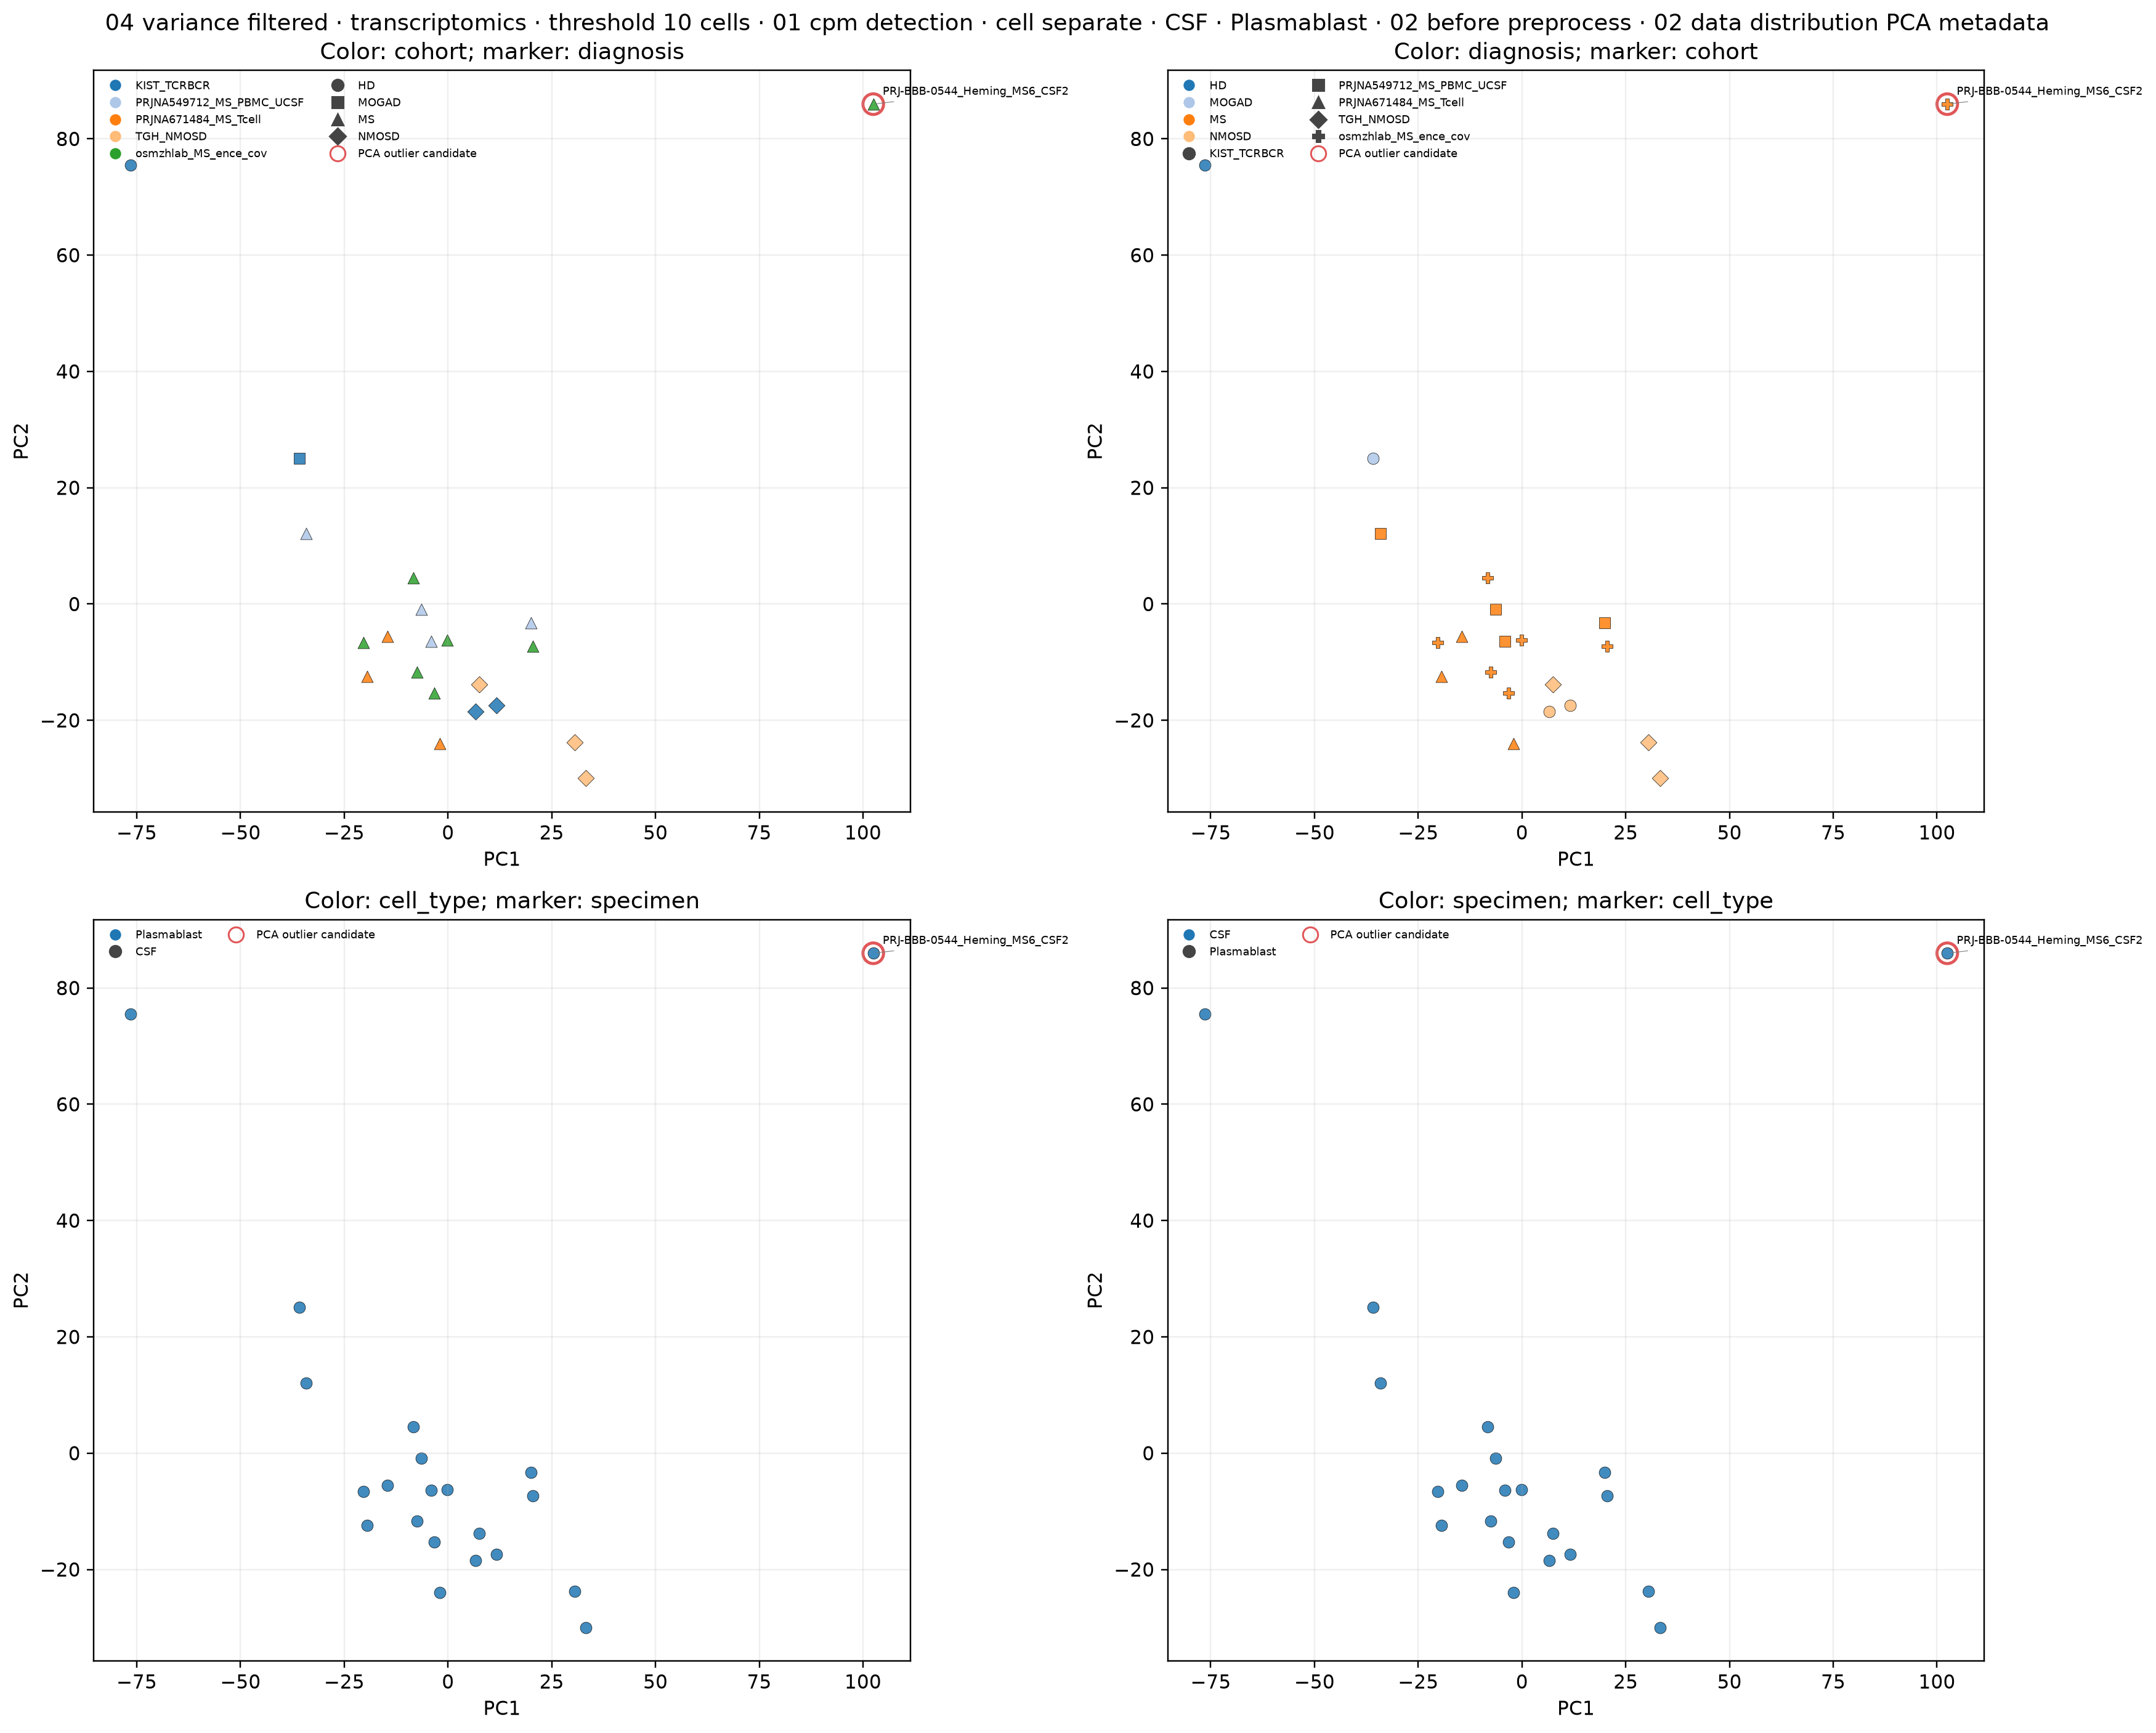 04 variance filtered · transcriptomics · threshold 10 cells · 01 cpm detection · cell separate · CSF · Plasmablast · 02 before preprocess · 02 data distribution PCA metadata
Color: cohort; marker: diagnosis
KIST_TCRBCR
PRJNA549712_MS_PBMC_UCSF
PRJNA671484_MS_Tcell
TGH_NMOSD
osmzhlab_MS_ence_cov
HD
MOGAD
MS
NMOSD
PCA outlier candidate
PRJ-BBB-0544_Heming_MS6_CSF2
80
60
40
20
0
−20
PC2
−75 −50 −25 0 25 50 75 100
PC1
Color: diagnosis; marker: cohort
HD
MOGAD
MS
NMOSD
KIST_TCRBCR
PRJNA549712_MS_PBMC_UCSF
PRJNA671484_MS_Tcell
TGH_NMOSD
osmzhlab_MS_ence_cov
PCA outlier candidate
PRJ-BBB-0544_Heming_MS6_CSF2
80
60
40
20
0
−20
PC2
−75 −50 −25 0 25 50 75 100
PC1
Color: cell_type; marker: specimen
Plasmablast
CSF
PCA outlier candidate
PRJ-BBB-0544_Heming_MS6_CSF2
80
60
40
20
0
−20
PC2
−75 −50 −25 0 25 50 75 100
PC1
Color: specimen; marker: cell_type
CSF
Plasmablast
PCA outlier candidate
PRJ-BBB-0544_Heming_MS6_CSF2
80
60
40
20
0
−20
PC2
−75 −50 −25 0 25 50 75 100
PC1